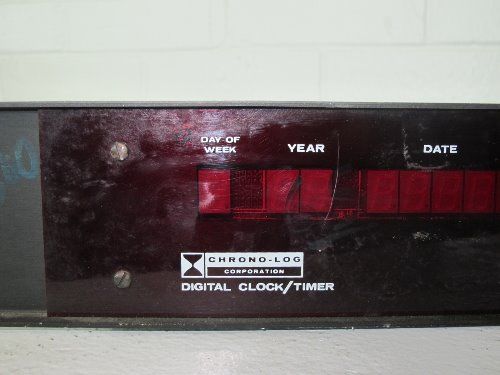 DAY OF
WEEK
YEAR
DATE
CHRONO-LOG
CORPORATION
DIGITAL CLOCK/TIMER